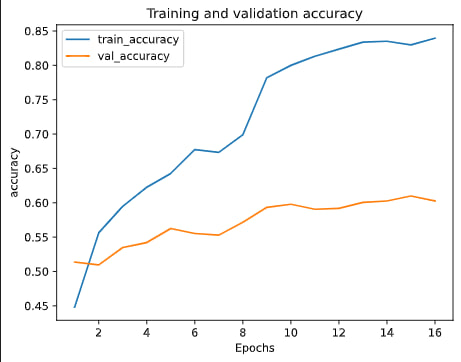 Training and validation accuracy
train_accuracy
val_accuracy
0.85
0.80
0.75
0.70
0.65
0.60
0.55
0.50
0.45
accuracy
2 4 6 8 10 12 14 16
Epochs